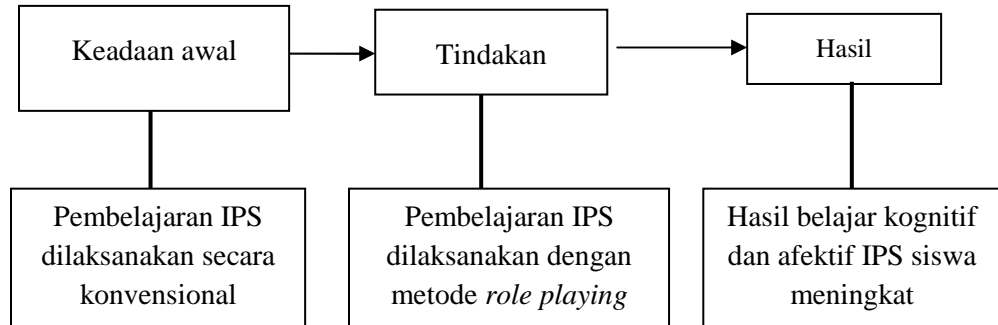 Keadaan awal
Tindakan
Hasil
Pembelajaran IPS
dilaksanakan secara
konvensional
Pembelajaran IPS
dilaksanakan dengan
metode role playing
Hasil belajar kognitif
dan afektif IPS siswa
meningkat